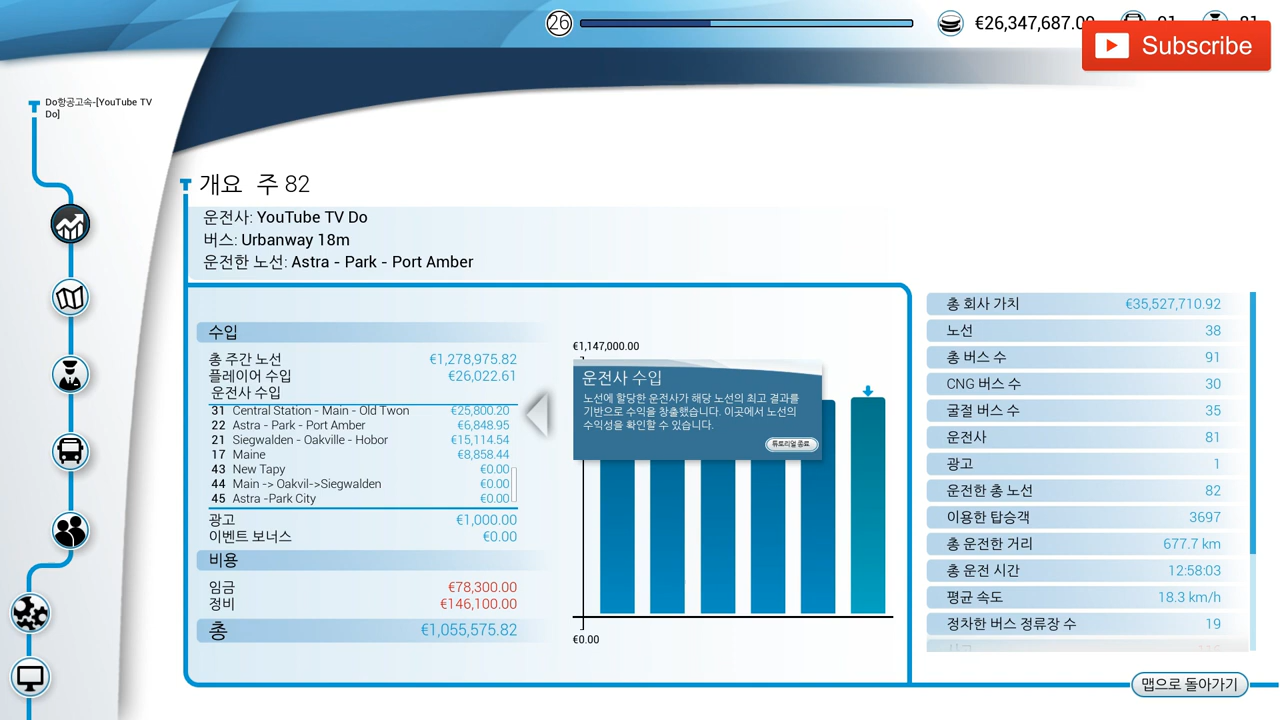 26
€26,347,687.0
Subscribe
Do항공고속-[YouTube TV
Do]
개요 주 82
운전사: YouTube TV Do
버스: Urbanway 18m
운전한 노선: Astra - Park - Port Amber
수입
총 주간 노선 €1,278,975.82
플레이어 수입 €26,022.61
운전사 수입
31 Central Station - Main - Old Twon €25,800.20
22 Astra - Park - Port Amber €6,848.95
21 Siegwalden - Oakville - Hobor €15,114.54
17 Maine €8,858.44
43 New Tapy €0.00
44 Main -> Oakvil->Siegwalden €0.00
45 Astra -Park City €0.00
광고 €1,000.00
이벤트 보너스 €0.00
비용
임금 €78,300.00
정비 €146,100.00
총 €1,055,575.82
€1,147,000.00
운전사 수입
노선에 할당한 운전사가 해당 노선의 최고 결과를
기반으로 수익을 창출했습니다. 이곳에서 노선의
수익성을 확인할 수 있습니다.
튜토리얼 종료
€0.00
총 회사 가치 €35,527,710.92
노선 38
총 버스 수 91
CNG 버스 수 30
굴절 버스 수 35
운전사 81
광고 1
운전한 총 노선 82
이용한 탑승객 3697
총 운전한 거리 677.7 km
총 운전 시간 12:58:03
평균 속도 18.3 km/h
정차한 버스 정류장 수 19
맵으로 돌아가기